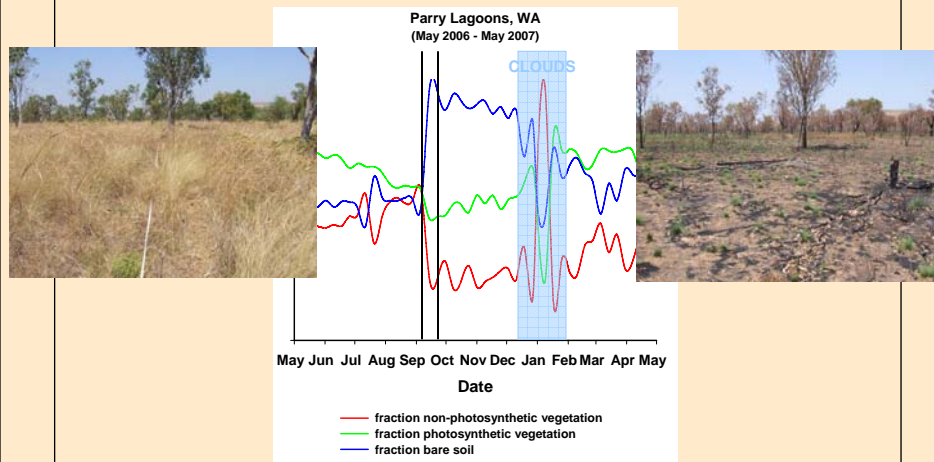 Parry Lagoons, WA
(May 2006 - May 2007)
CLOUDS
May Jun Jul Aug Sep Oct Nov Dec Jan Feb Mar Apr May
Date
fraction non-photosynthetic vegetation
fraction photosynthetic vegetation
fraction bare soil